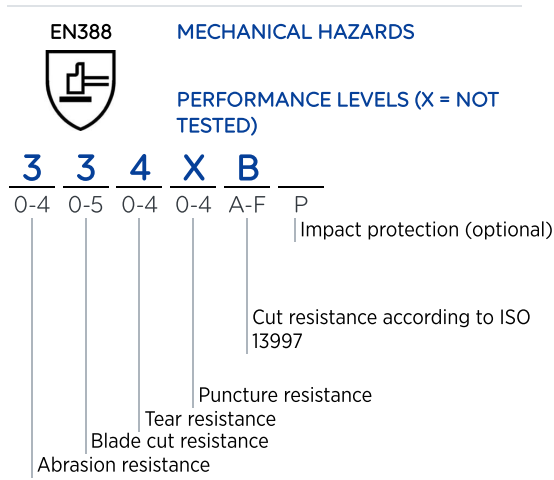 EN388
MECHANICAL HAZARDS
PERFORMANCE LEVELS (X = NOT
TESTED)
3 3 4 X B
0-4 0-5 0-4 0-4 A-F P
Impact protection (optional)
Cut resistance according to ISO
13997
Puncture resistance
Tear resistance
Blade cut resistance
Abrasion resistance